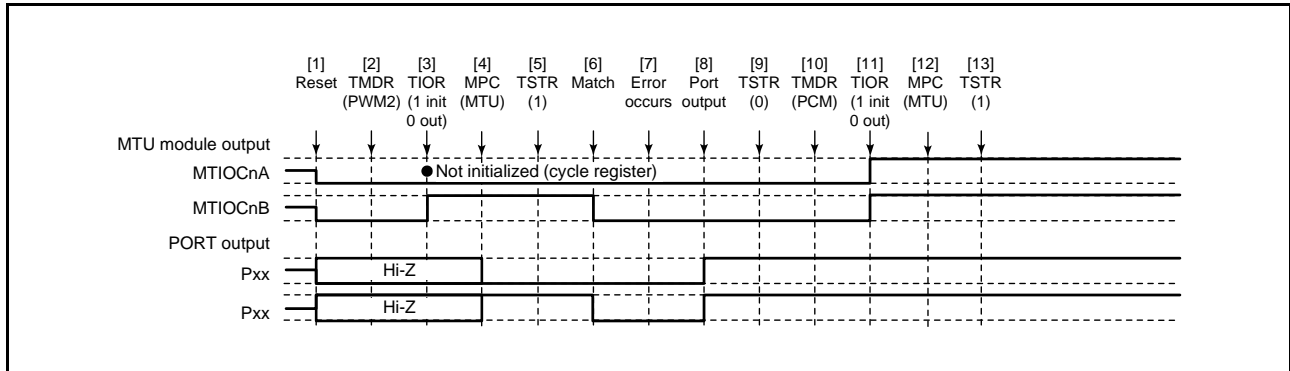 [1] [2] [3] [4] [5] [6] [7] [8] [9] [10] [11] [12] [13]
Reset TMDR TIOR MPC TSTR Match Error Port TSTR TMDR TIOR MPC TSTR
(PWM2) (1 init (MTU) (1) occurs output (0) (PCM) (1 init (MTU) (1)
0 out) 0 out)
MTU module output
MTIOCnA
Not initialized (cycle register)
MTIOCnB
PORT output
Pxx Hi-Z
Pxx Hi-Z